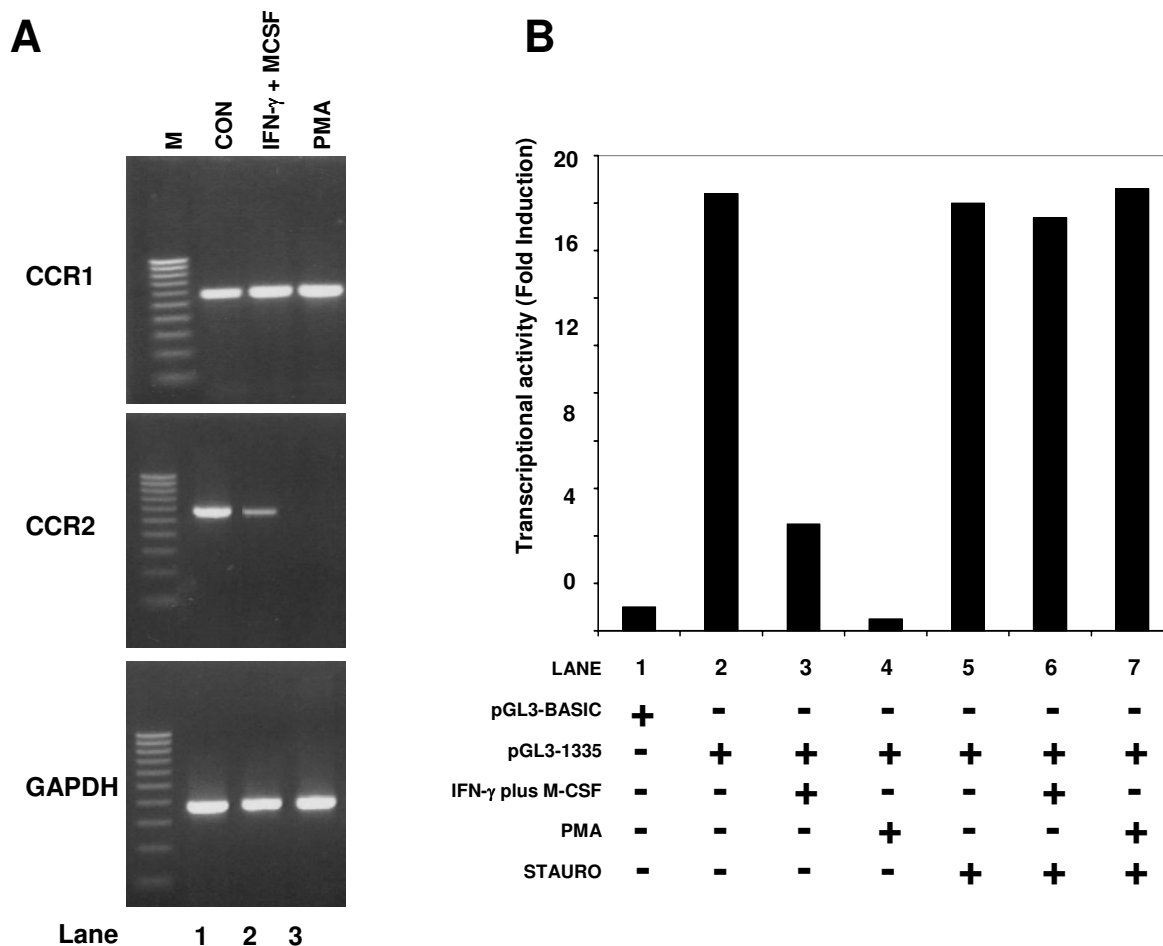 A
M
CON
IFN-γ + MCSF
PMA
CCR1
CCR2
GAPDH
Lane 1 2 3
B
Transcriptional activity (Fold Induction)
20
16
12
8
4
0
LANE 1 2 3 4 5 6 7
pGL3-BASIC + - - - - - -
pGL3-1335 - + + + + + +
IFN-γ plus M-CSF - - + - - + -
PMA - - - + - - +
STAURO - - - - + + +